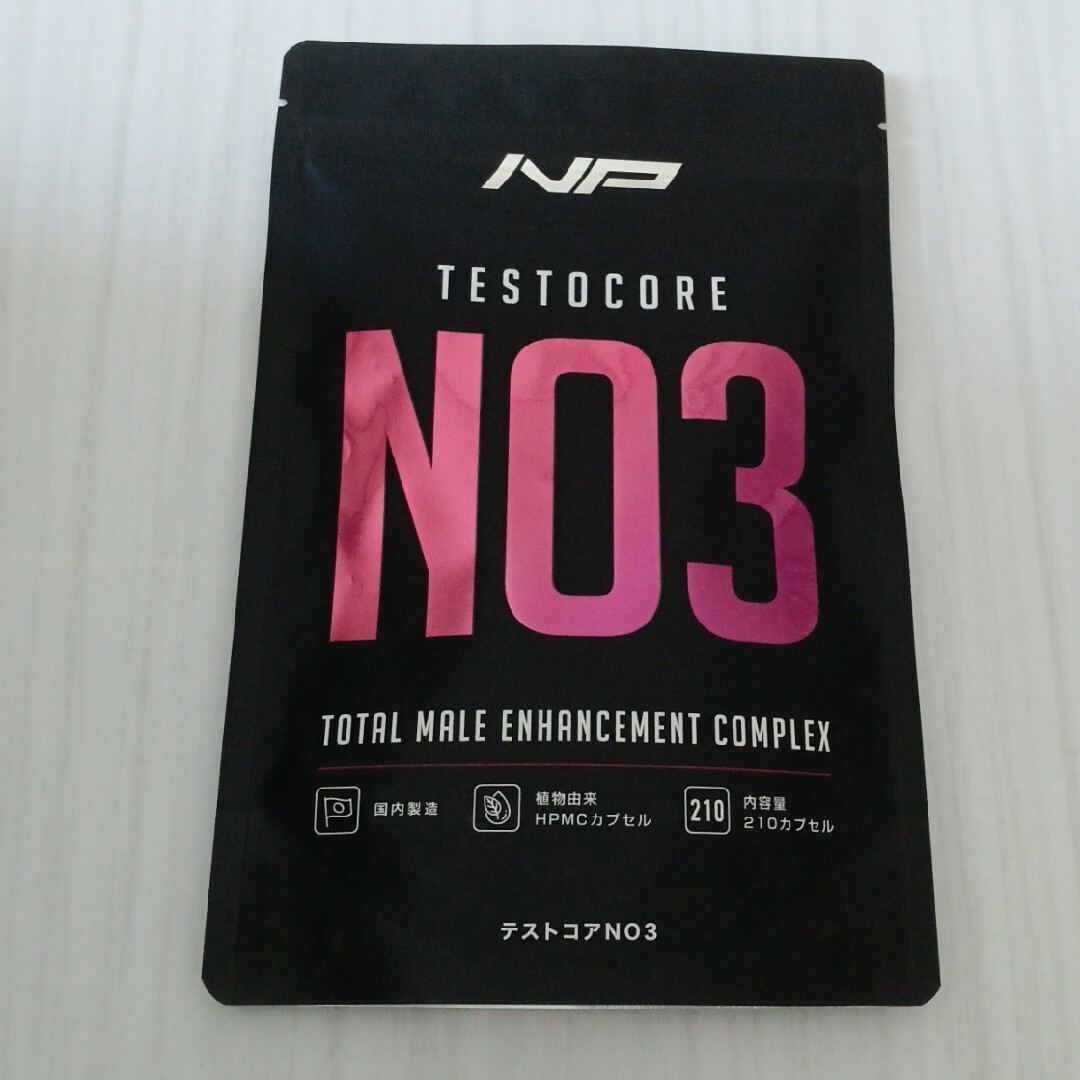 NP
TESTOCORE
NO3
TOTAL MALE ENHANCEMENT COMPLEX
国内製造
植物由来
HPMCカプセル
210
内容量
210カプセル
テストコアNO3